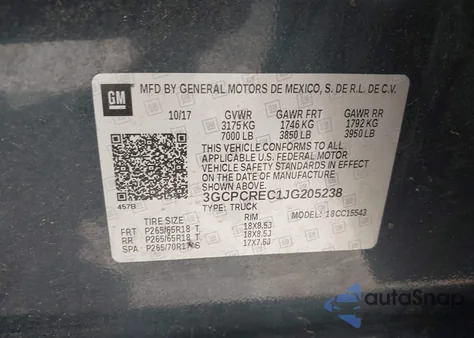 GM
MFD BY GENERAL MOTORS DE MEXICO, S. DE R.L. DE C.V.
10/17 GVWR GAWR FRT GAWR RR
3175 KG 1746 KG 1792 KG
7000 LB 3850 LB 3950 LB
THIS VEHICLE CONFORMS TO ALL
APPLICABLE U.S. FEDERAL MOTOR
VEHICLE SAFETY STANDARDS IN EFFECT
ON THE DATE OF MANUFACTURE
SHOWN ABOVE.
3GCPCREC1JG205238
TYPE: TRUCK
457B
TIRE SIZE RIM MODEL: 18CC15543
FRT P265/65R18 T 18X8.5J
RR P265/65R18 T 18X8.5J
SPA P265/70R17 S 17X7.5J
autoSnap